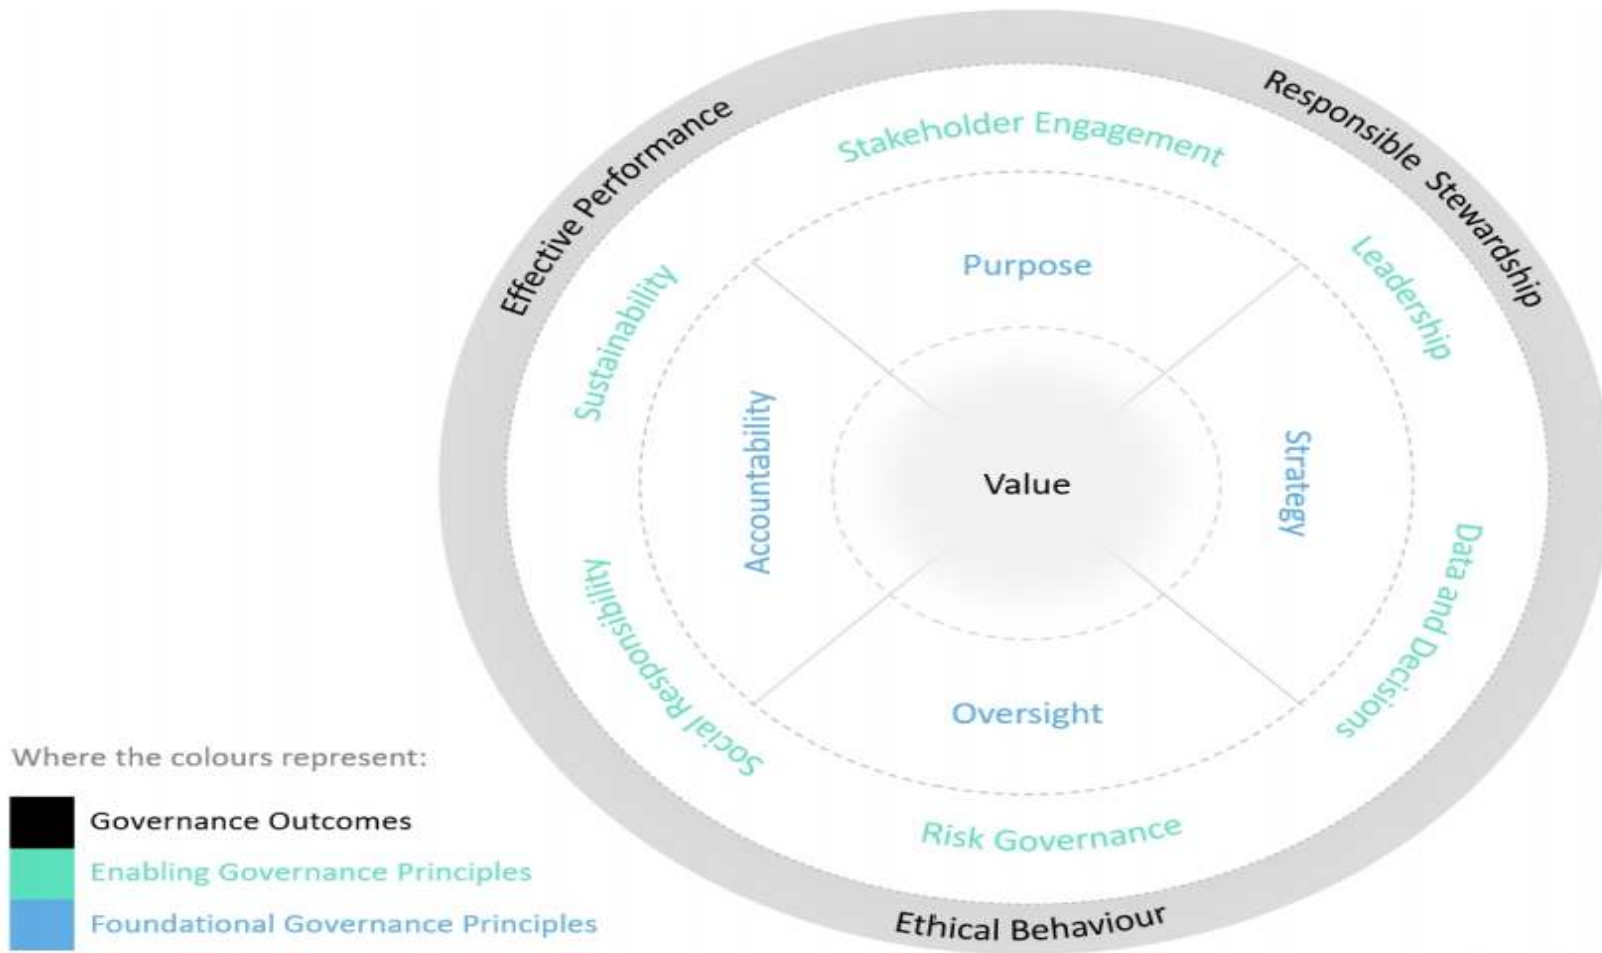 Effective Performance
Responsible Stewardship
Stakeholder Engagement
Sustainability
Leadership
Purpose
Accountability
Value
Strategy
Social Responsibility
Data and Decisions
Oversight
Risk Governance
Ethical Behaviour
Where the colours represent:
Governance Outcomes
Enabling Governance Principles
Foundational Governance Principles